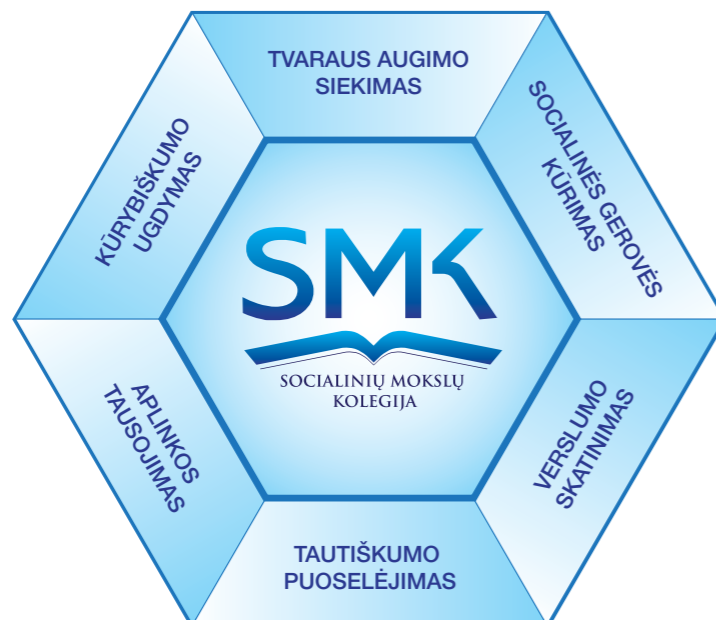 TVARAUS AUGIMO
SIEKIMAS
SOCIALINĖS GEROVĖS
KŪRIMAS
VERSLUMO
SKATINIMAS
TAUTIŠKUMO
PUOSELĖJIMAS
APLINKOS
TAUSOJIMAS
KŪRYBIŠKUMO
UGDYMAS
SMK
SOCIALINIŲ MOKSLŲ
KOLEGIJA